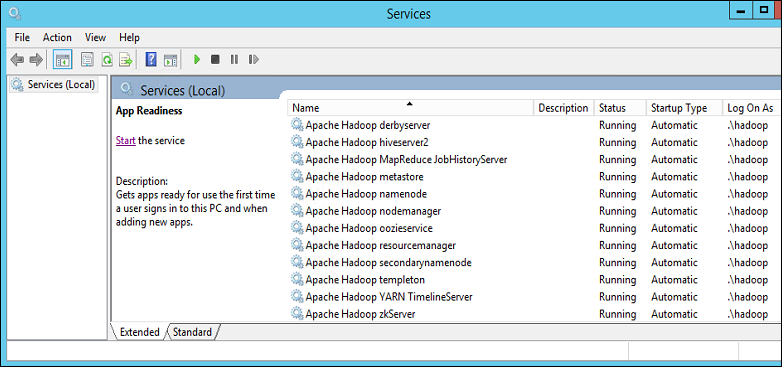 Services
File Action View Help
Services (Local)
Services (Local)
App Readiness
Start the service
Description:
Gets apps ready for use the first time
a user signs in to this PC and when
adding new apps.
Name Description Status Startup Type Log On As
Apache Hadoop derbyserver Running Automatic .\hadoop
Apache Hadoop hiveserver2 Running Automatic .\hadoop
Apache Hadoop MapReduce JobHistoryServer Running Automatic .\hadoop
Apache Hadoop metastore Running Automatic .\hadoop
Apache Hadoop namenode Running Automatic .\hadoop
Apache Hadoop nodemanager Running Automatic .\hadoop
Apache Hadoop oozieservice Running Automatic .\hadoop
Apache Hadoop resourcemanager Running Automatic .\hadoop
Apache Hadoop secondarynamenode Running Automatic .\hadoop
Apache Hadoop templeton Running Automatic .\hadoop
Apache Hadoop YARN TimelineServer Running Automatic .\hadoop
Apache Hadoop zkServer Running Automatic .\hadoop
Extended Standard